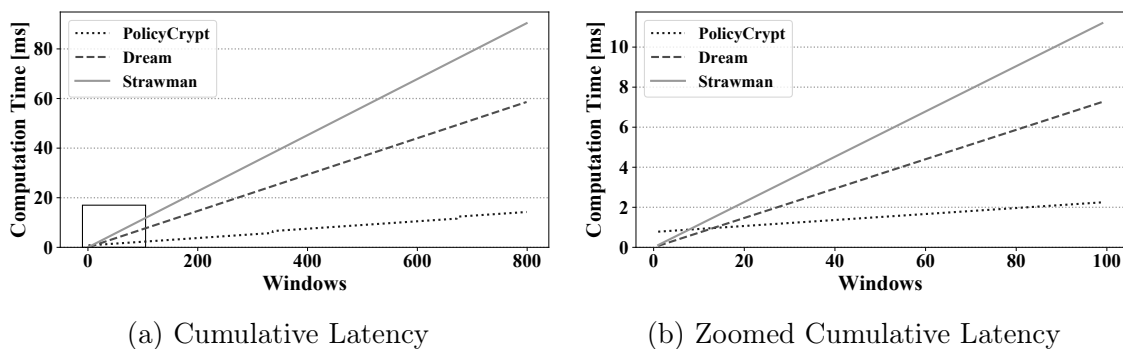 Computation Time [ms]
80
60
40
20
0
PolicyCrypt
Dream
Strawman
0 200 400 600 800
Windows
(a) Cumulative Latency
Computation Time [ms]
10
8
6
4
2
0
PolicyCrypt
Dream
Strawman
0 20 40 60 80 100
Windows
(b) Zoomed Cumulative Latency